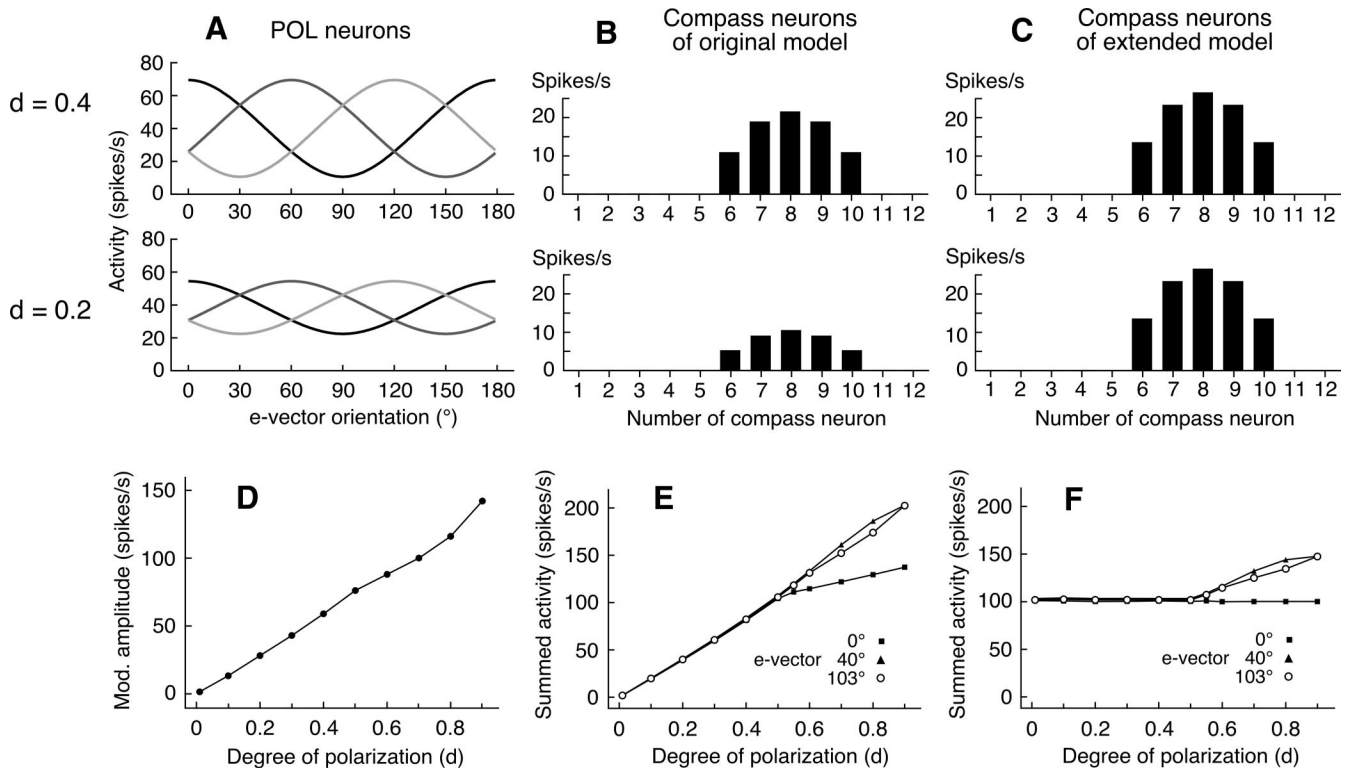 A
POL neurons
B
Compass neurons
of original model
C
Compass neurons
of extended model
d = 0.4
Activity (spikes/s)
80
60
40
20
0
0 30 60 90 120 150 180
Spikes/s
20
10
0
1 2 3 4 5 6 7 8 9 10 11 12
Spikes/s
20
10
0
1 2 3 4 5 6 7 8 9 10 11 12
d = 0.2
80
60
40
20
0
0 30 60 90 120 150 180
e-vector orientation (°)
Spikes/s
20
10
0
1 2 3 4 5 6 7 8 9 10 11 12
Number of compass neuron
Spikes/s
20
10
0
1 2 3 4 5 6 7 8 9 10 11 12
Number of compass neuron
D
Mod. amplitude (spikes/s)
150
100
50
0
0 0.2 0.4 0.6 0.8
Degree of polarization (d)
E
Summed activity (spikes/s)
200
150
100
50
0
0°
e-vector 40°
103°
0 0.2 0.4 0.6 0.8
Degree of polarization (d)
F
Summed activity (spikes/s)
200
150
100
50
0
0°
e-vector 40°
103°
0 0.2 0.4 0.6 0.8
Degree of polarization (d)